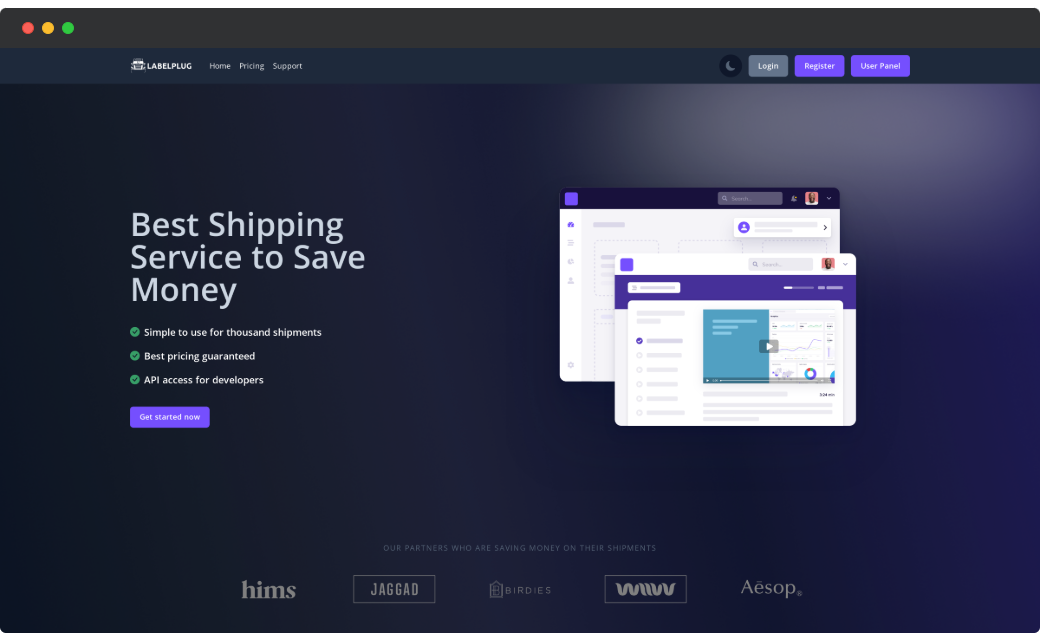 LABELPLUG
Home Pricing Support
Login Register User Panel
Best Shipping
Service to Save
Money
Simple to use for thousand shipments
Best pricing guaranteed
API access for developers
Get started now
Search...
Search...
3:24 min
OUR PARTNERS WHO ARE SAVING MONEY ON THEIR SHIPMENTS
hims JAGGAD BIRDIES Aēsop®